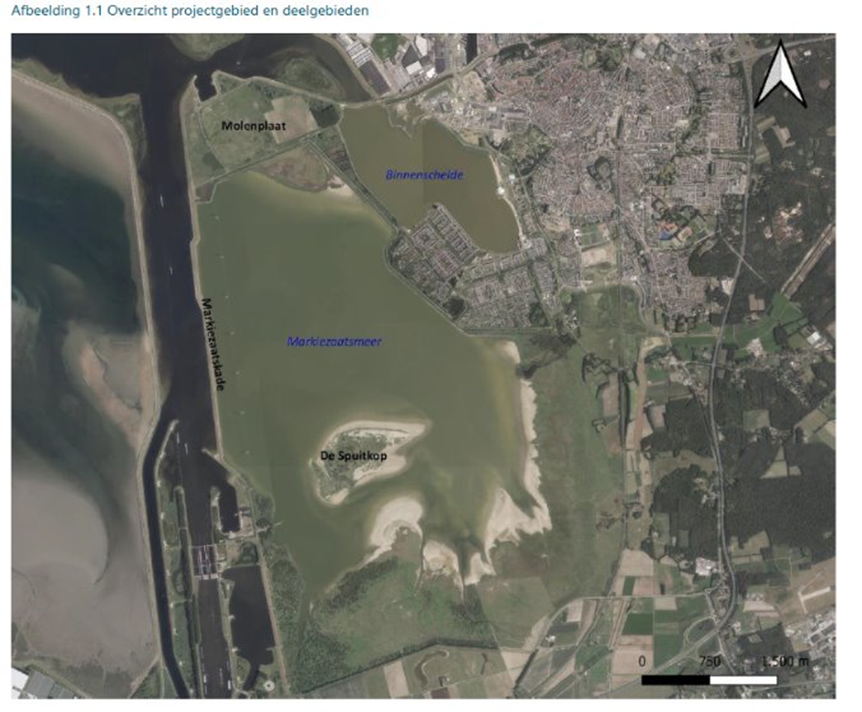 Afbeelding 1.1 Overzicht projectgebied en deelgebieden
Molenplaat
Binnenschelde
Markiezaatskade
Markiezaatsmeer
De Spuitkop
0 750 1.500 m